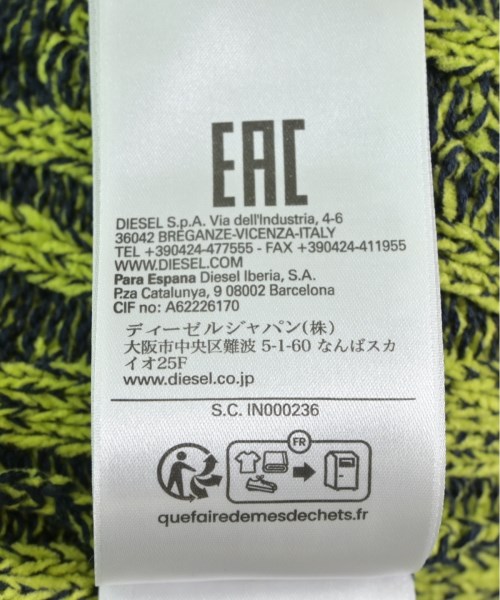 EAC
DIESEL S.p.A. Via dell'Industria, 4-6
36042 BREGANZE-VICENZA-ITALY
TEL +390424-477555 - FAX +390424-411955
WWW.DIESEL.COM
Para Espana Diesel Iberia, S.A.
P.za Catalunya, 9 08002 Barcelona
CIF no: A62226170
ディーゼルジャパン(株)
大阪市中央区難波 5-1-60 なんばスカ
イオ25F
www.diesel.co.jp
S.C. IN000236
FR
quefairedemesdechets.fr